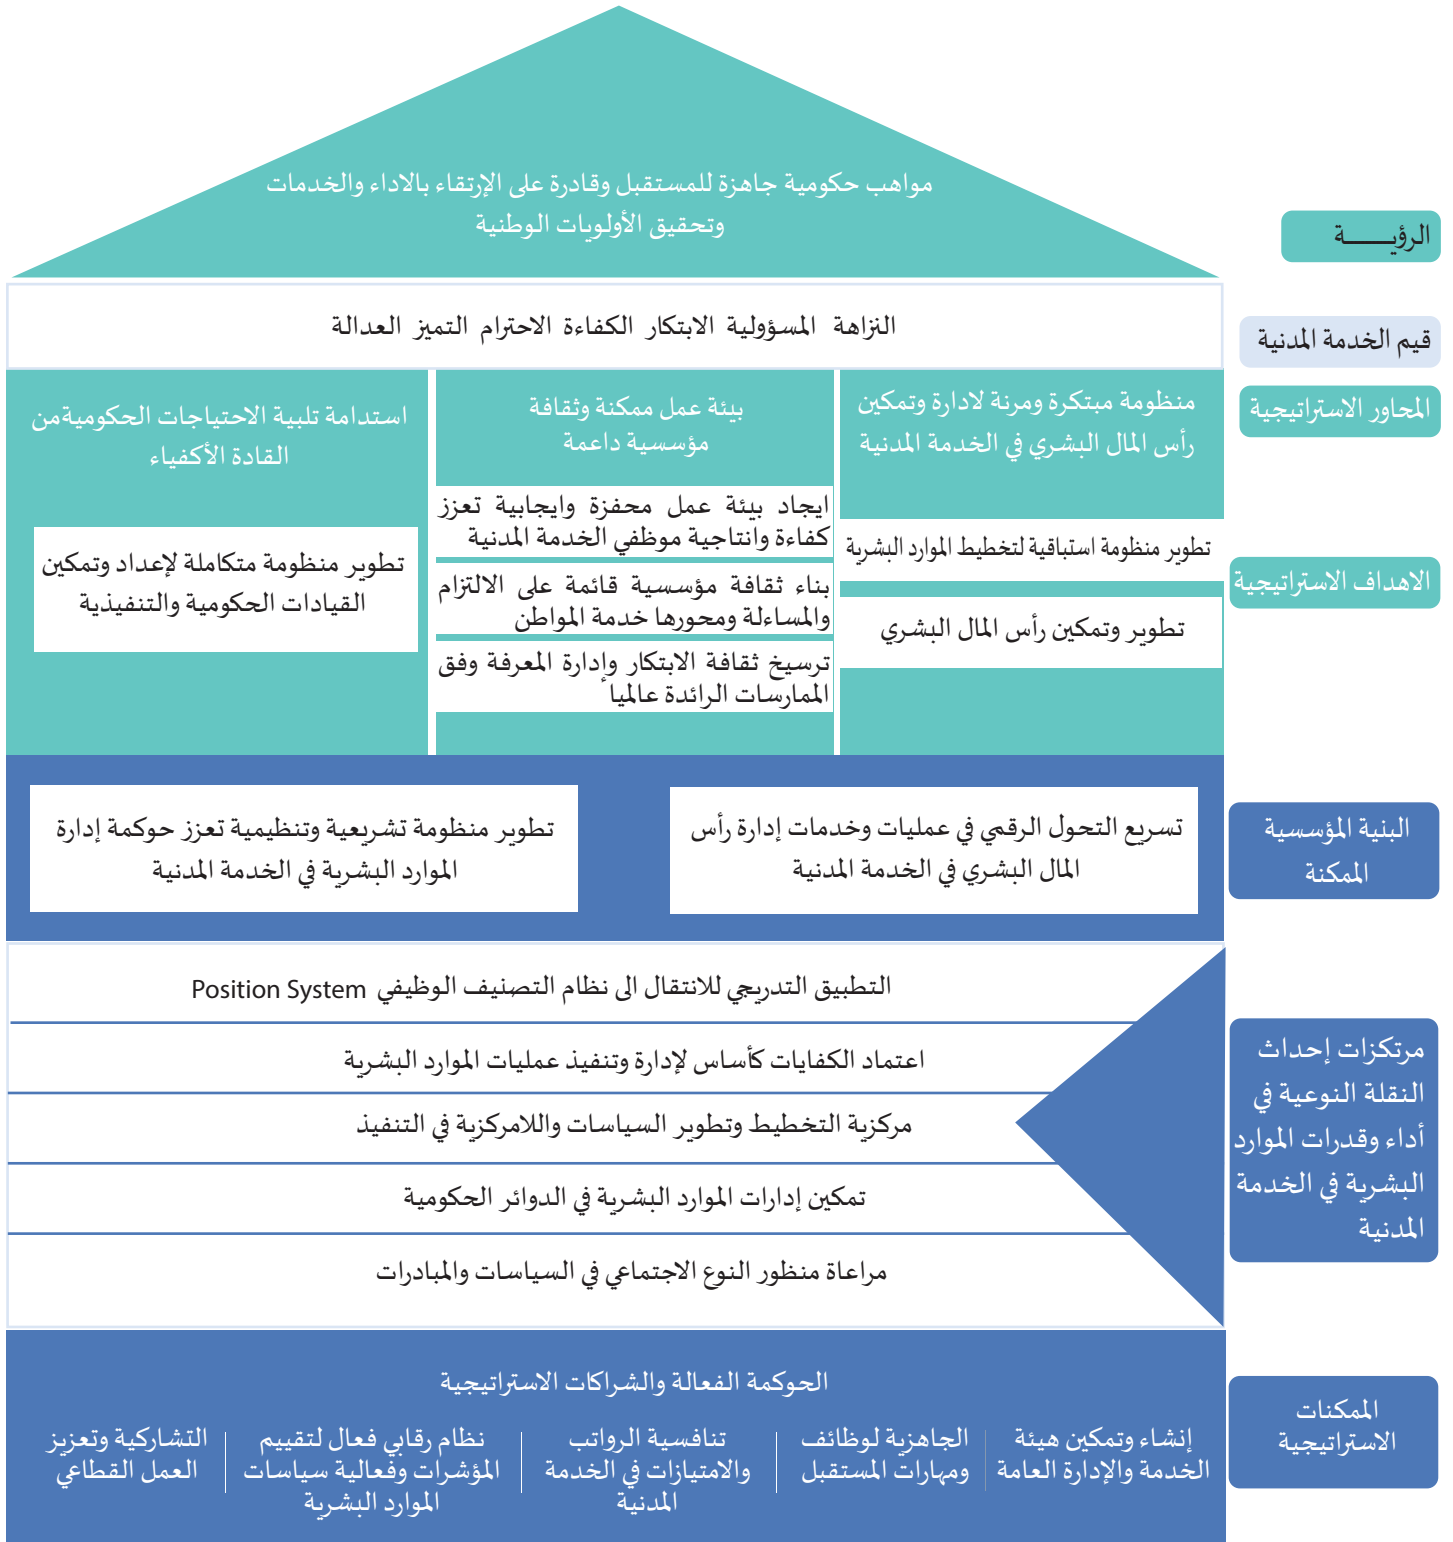 مواهب حكومية جاهزة للمستقبل وقادرة على الإرتقاء بالاداء والخدمات
وتحقيق الأولويات الوطنية
الرؤيــــــة
قيم الخدمة المدنية
النزاهة المسؤولية الابتكار الكفاءة الاحترام التميز العدالة
المحاور الاستراتيجية
منظومة مبتكرة ومرنة لادارة وتمكين
رأس المال البشري في الخدمة المدنية
بيئة عمل ممكنة وثقافة
مؤسسية داعمة
استدامة تلبية الاحتياجات الحكوميةمن
القادة الأكفياء
الاهداف الاستراتيجية
تطوير منظومة استباقية لتخطيط الموارد البشرية
تطوير وتمكين رأس المال البشري
ايجاد بيئة عمل محفزة وايجابية تعزز
كفاءة وانتاجية موظفي الخدمة المدنية
بناء ثقافة مؤسسية قائمة على الالتزام
والمساءلة ومحورها خدمة المواطن
ترسيخ ثقافة الابتكار وإدارة المعرفة وفق
الممارسات الرائدة عالميا
تطوير منظومة متكاملة لإعداد وتمكين
القيادات الحكومية والتنفيذية
البنية المؤسسية
الممكنة
تسريع التحول الرقمي في عمليات وخدمات إدارة رأس
المال البشري في الخدمة المدنية
تطوير منظومة تشريعية وتنظيمية تعزز حوكمة إدارة
الموارد البشرية في الخدمة المدنية
مرتكزات إحداث
النقلة النوعية في
أداء وقدرات الموارد
البشرية في الخدمة
المدنية
التطبيق التدريجي للانتقال الى نظام التصنيف الوظيفي Position System
اعتماد الكفايات كأساس لإدارة وتنفيذ عمليات الموارد البشرية
مركزية التخطيط وتطوير السياسات واللامركزية في التنفيذ
تمكين إدارات الموارد البشرية في الدوائر الحكومية
مراعاة منظور النوع الاجتماعي في السياسات والمبادرات
الممكنات
الاستراتيجية
الحوكمة الفعالة والشراكات الاستراتيجية
إنشاء وتمكين هيئة
الخدمة والإدارة العامة
الجاهزية لوظائف
ومهارات المستقبل
تنافسية الرواتب
والامتيازات في الخدمة
المدنية
نظام رقابي فعال لتقييم
المؤشرات وفعالية سياسات
الموارد البشرية
التشاركية وتعزيز
العمل القطاعي